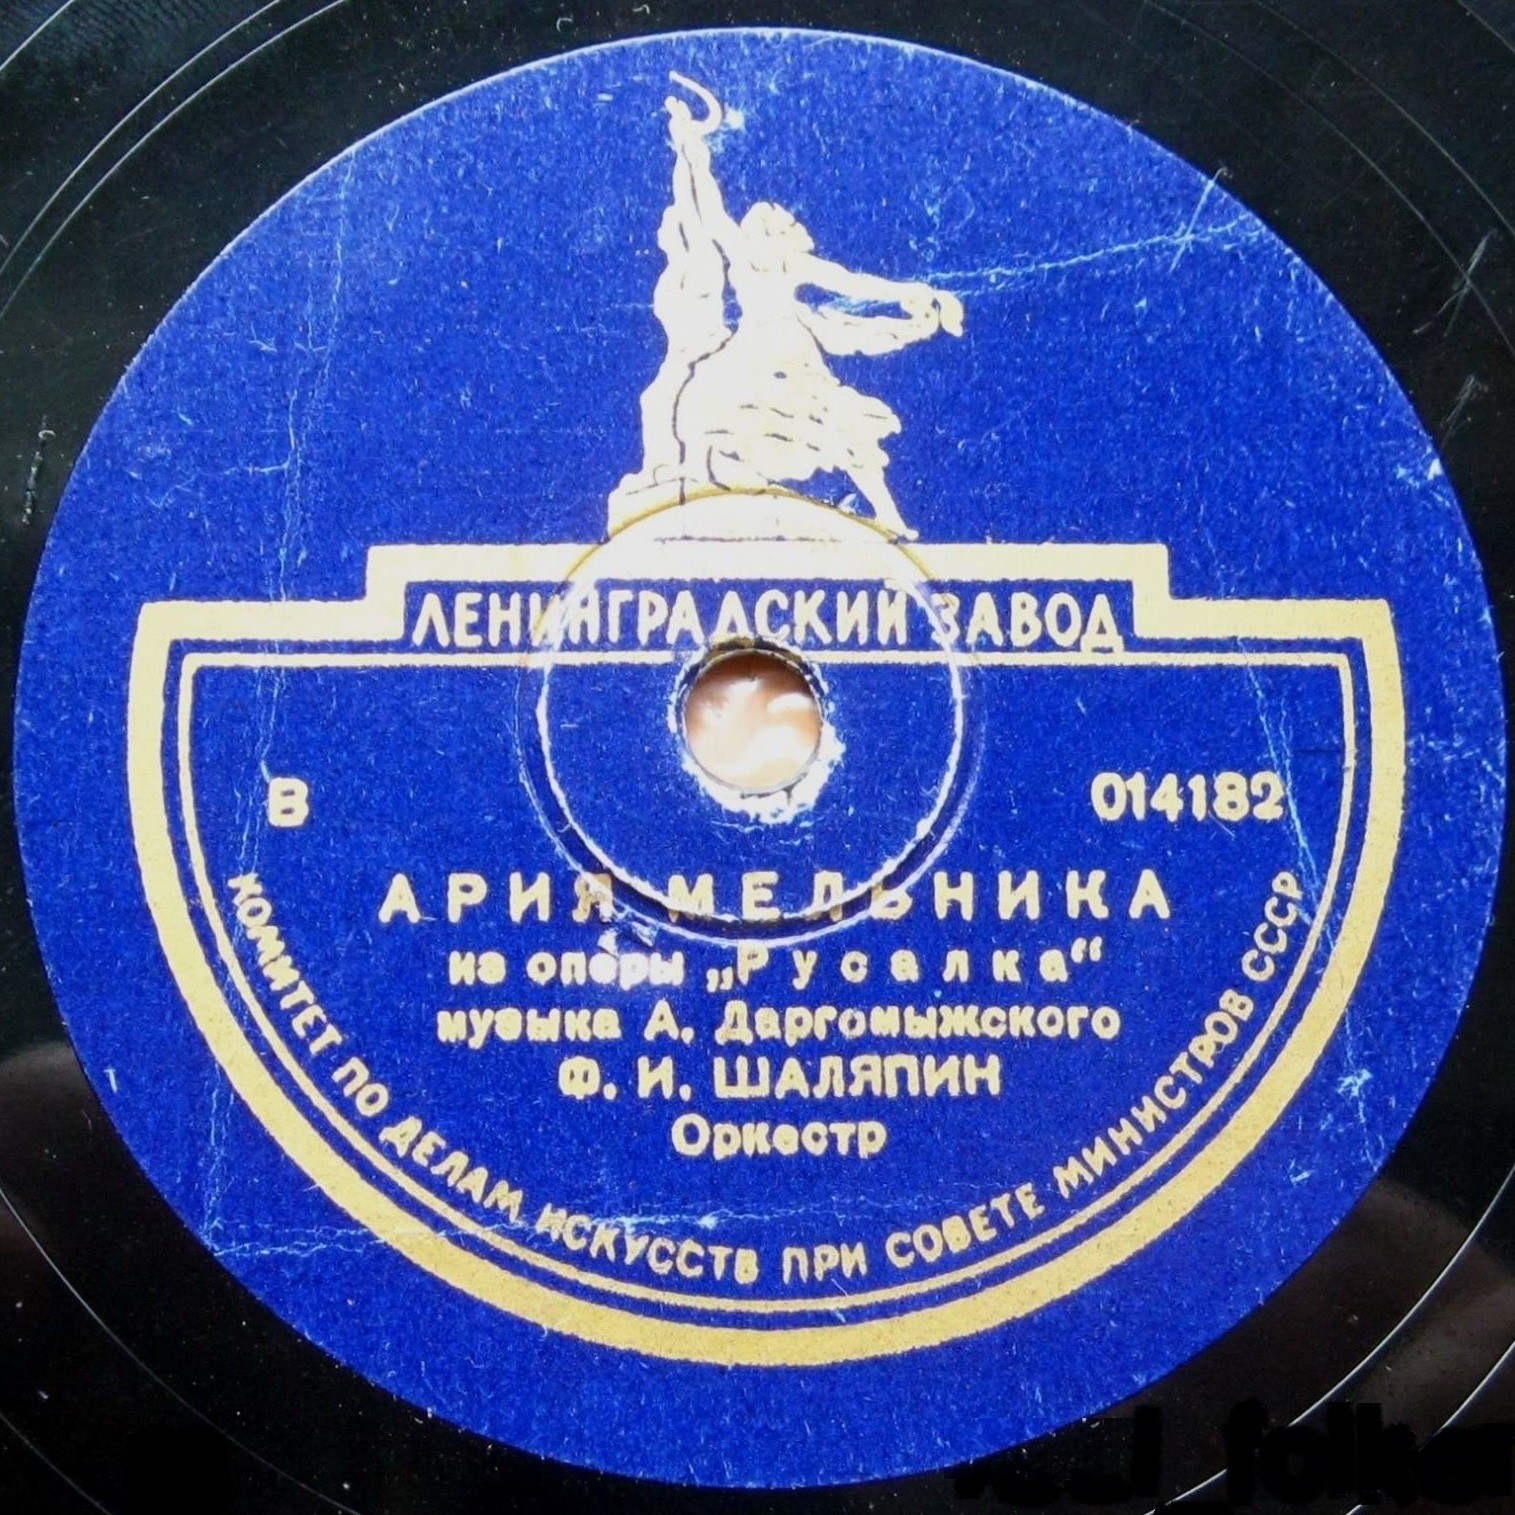 ЛЕНИНГРАДСКИЙ ЗАВОД
В 014182
АРИЯ МЕЛЬНИКА
из оперы „Русалка“
музыка А. Даргомыжского
Ф. И. ШАЛЯПИН
Оркестр
КОМИТЕТ ПО ДЕЛАМ ИСКУССТВ ПРИ СОВЕТЕ МИНИСТРОВ СССР